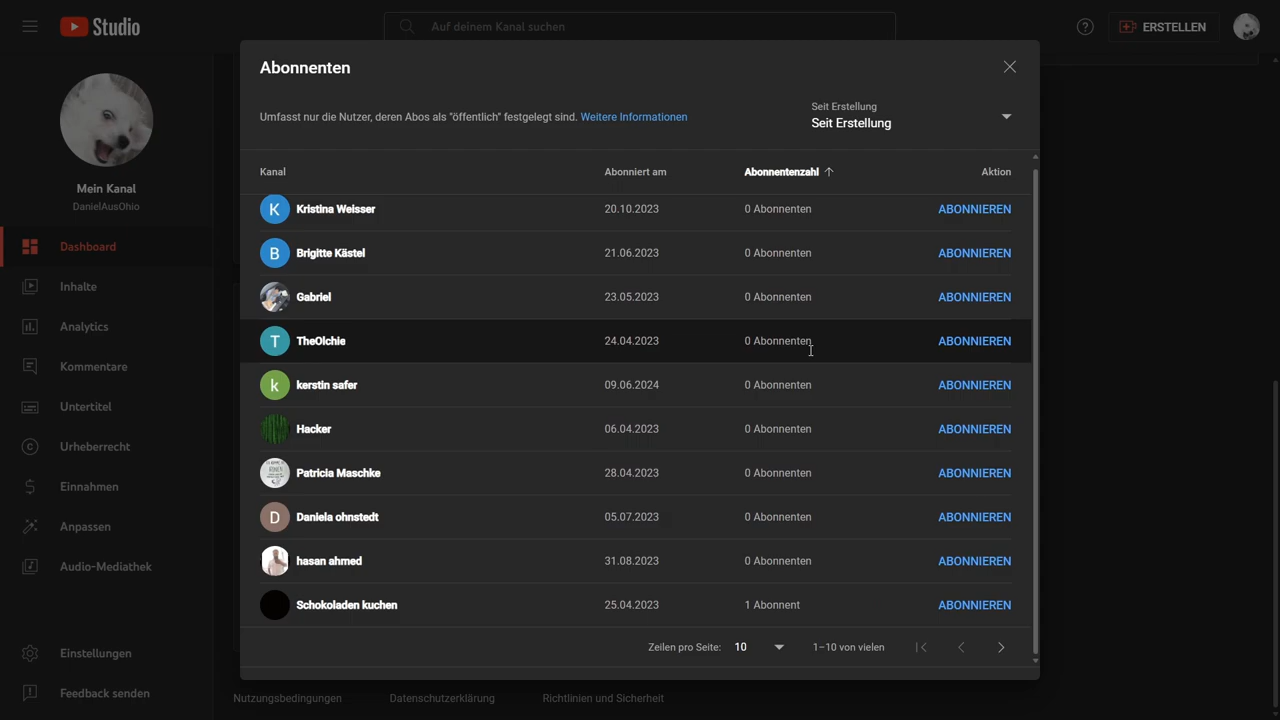 Studio
Auf deinem Kanal suchen
ERSTELLEN
Mein Kanal
DanielAusOhio
Dashboard
Inhalte
Analytics
Kommentare
Untertitel
Urheberrecht
Einnahmen
Anpassen
Audio-Mediathek
Einstellungen
Feedback senden
Abonnenten
Umfasst nur die Nutzer, deren Abos als "öffentlich" festgelegt sind. Weitere Informationen
Seit Erstellung
Seit Erstellung
Kanal Abonniert am Abonnentenzahl Aktion
K Kristina Weisser 20.10.2023 0 Abonnenten ABONNIEREN
B Brigitte Kästel 21.06.2023 0 Abonnenten ABONNIEREN
Gabriel 23.05.2023 0 Abonnenten ABONNIEREN
T TheOlchie 24.04.2023 0 Abonnenten ABONNIEREN
k kerstin safer 09.06.2024 0 Abonnenten ABONNIEREN
Hacker 06.04.2023 0 Abonnenten ABONNIEREN
Patricia Maschke 28.04.2023 0 Abonnenten ABONNIEREN
D Daniela ohnstedt 05.07.2023 0 Abonnenten ABONNIEREN
hasan ahmed 31.08.2023 0 Abonnenten ABONNIEREN
Schokoladen kuchen 25.04.2023 1 Abonnent ABONNIEREN
Zeilen pro Seite: 10 1–10 von vielen
Nutzungsbedingungen Datenschutzerklärung Richtlinien und Sicherheit